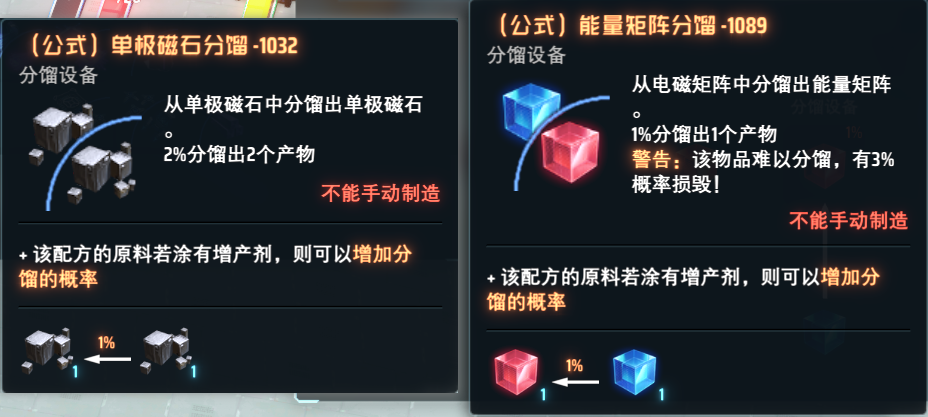 （公式）单极磁石分馏 -1032
分馏设备
从单极磁石中分馏出单极磁石
。
2%分馏出2个产物
不能手动制造
+ 该配方的原料若涂有增产剂，则可以增加分
馏的概率
1%
1
1
（公式）能量矩阵分馏 -1089
分馏设备
从电磁矩阵中分馏出能量矩阵
。
1%分馏出1个产物
警告：该物品难以分馏，有3%
概率损毁！
不能手动制造
+ 该配方的原料若涂有增产剂，则可以增加分
馏的概率
1%
1
1